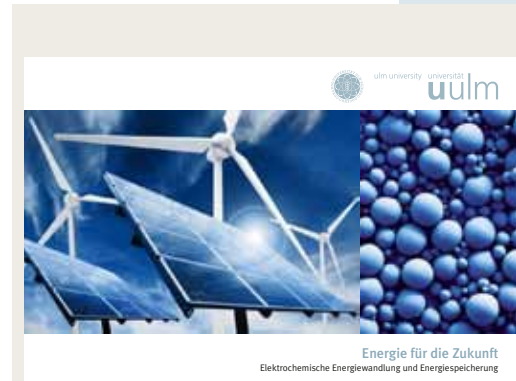 ulm university universität
uulm
Energie für die Zukunft
Elektrochemische Energiewandlung und Energiespeicherung